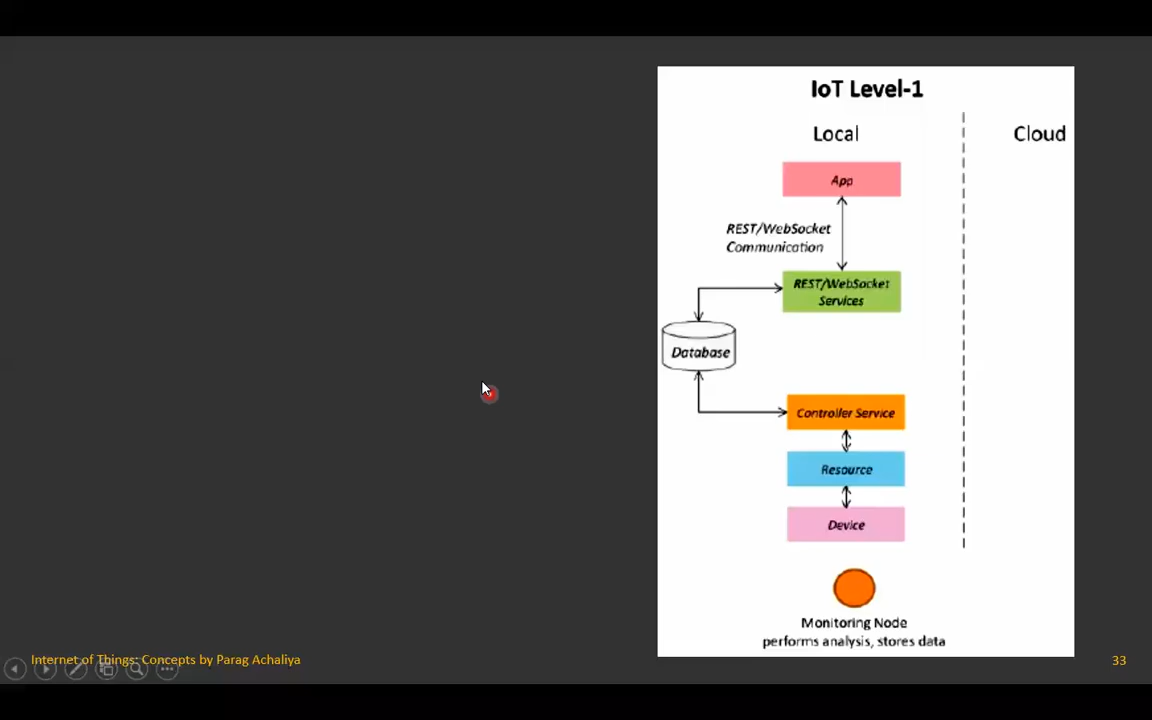 IoT Level-1
Local
Cloud
App
REST/WebSocket
Communication
REST/WebSocket
Services
Database
Controller Service
Resource
Device
Monitoring Node
performs analysis, stores data
Internet of Things: Concepts by Parag Achaliya
33